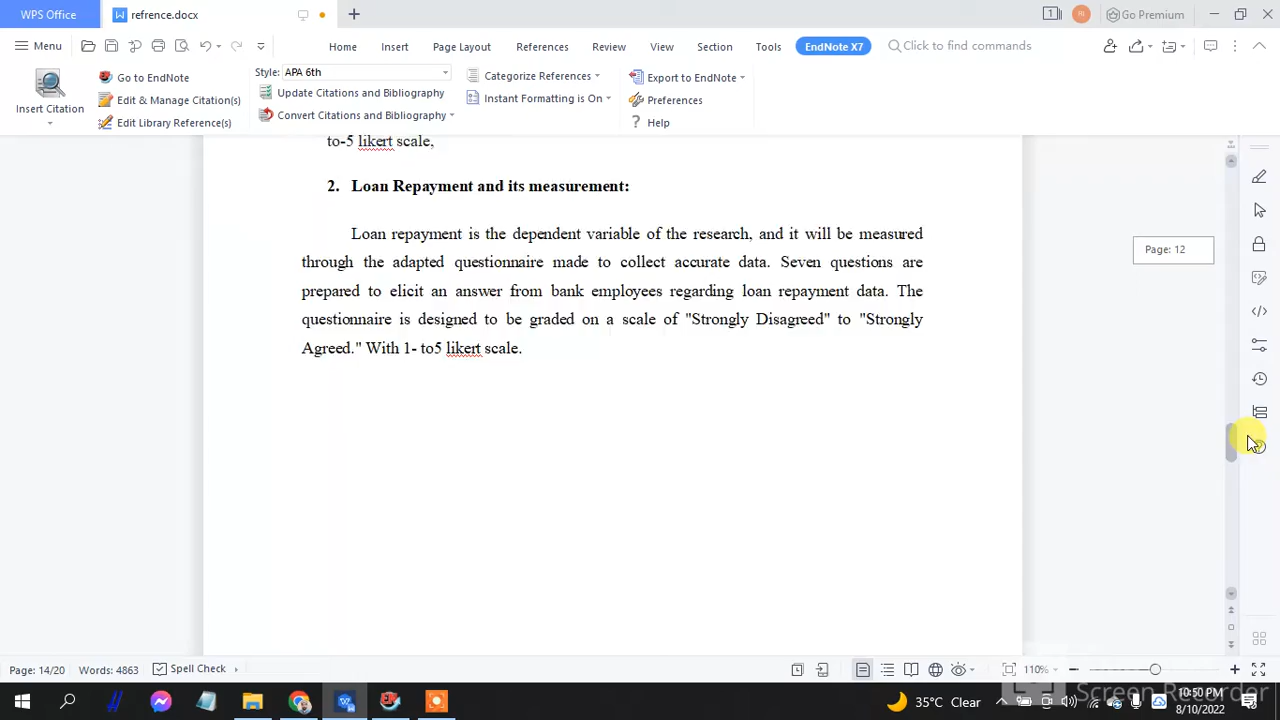 WPS Office
refrence.docx
1
Go Premium
Menu
Home
Insert
Page Layout
References
Review
View
Section
Tools
EndNote X7
Click to find commands
Insert Citation
Go to EndNote
Edit & Manage Citation(s)
Edit Library Reference(s)
Style: APA 6th
Update Citations and Bibliography
Convert Citations and Bibliography
Categorize References
Instant Formatting is On
Export to EndNote
Preferences
? Help
to-5 likert scale,
2. Loan Repayment and its measurement:
Loan repayment is the dependent variable of the research, and it will be measured
through the adapted questionnaire made to collect accurate data. Seven questions are
prepared to elicit an answer from bank employees regarding loan repayment data. The
questionnaire is designed to be graded on a scale of "Strongly Disagreed" to "Strongly
Agreed." With 1- to5 likert scale.
Page: 12
Page: 14/20
Words: 4863
Spell Check
110%
35°C Clear
10:50 PM
8/10/2022
Screen Recorder